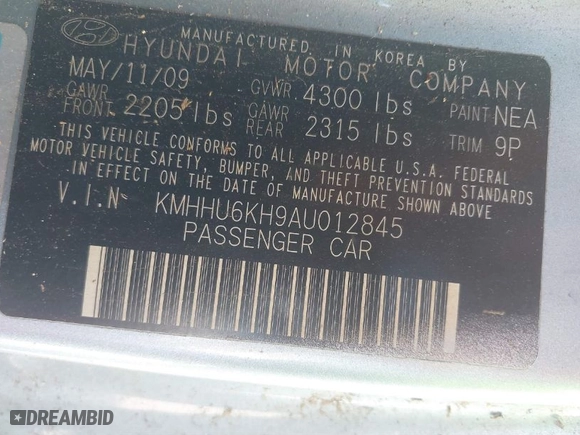 MANUFACTURED IN KOREA BY
HYUNDAI MOTOR COMPANY
MAY/11/09 GVWR 4300 lbs PAINT NEA
GAWR FRONT 2205 lbs GAWR REAR 2315 lbs TRIM 9P
THIS VEHICLE CONFORMS TO ALL APPLICABLE U.S.A. FEDERAL
MOTOR VEHICLE SAFETY, BUMPER, AND THEFT PREVENTION STANDARDS
IN EFFECT ON THE DATE OF MANUFACTURE SHOWN ABOVE.
V.I.N KMHHU6KH9AU012845
PASSENGER CAR
DREAMBID